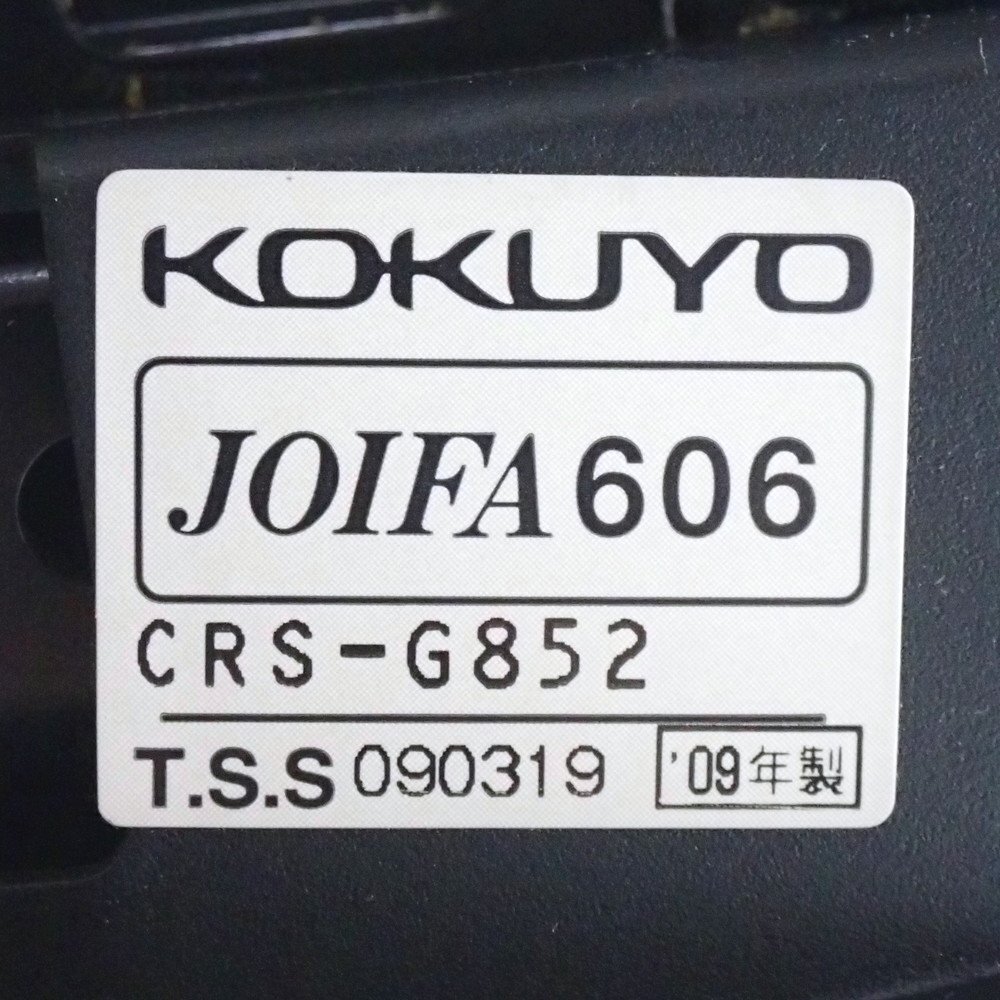 KOKUYO
JOIFA 606
CRS-G852
T.S.S 090319 '09年製